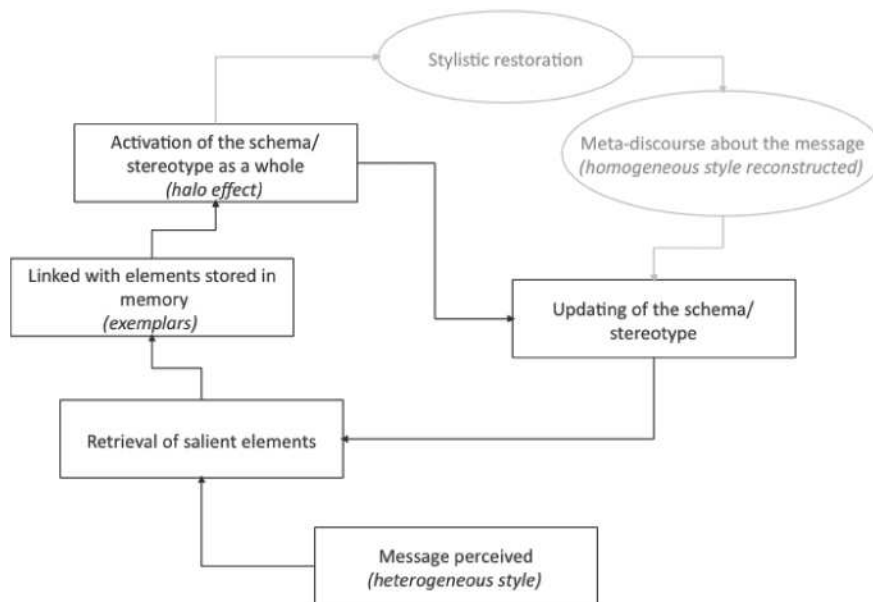 Stylistic restoration
Activation of the schema/
stereotype as a whole
(halo effect)
Meta-discourse about the message
(homogeneous style reconstructed)
Linked with elements stored in
memory
(exemplars)
Updating of the schema/
stereotype
Retrieval of salient elements
Message perceived
(heterogeneous style)